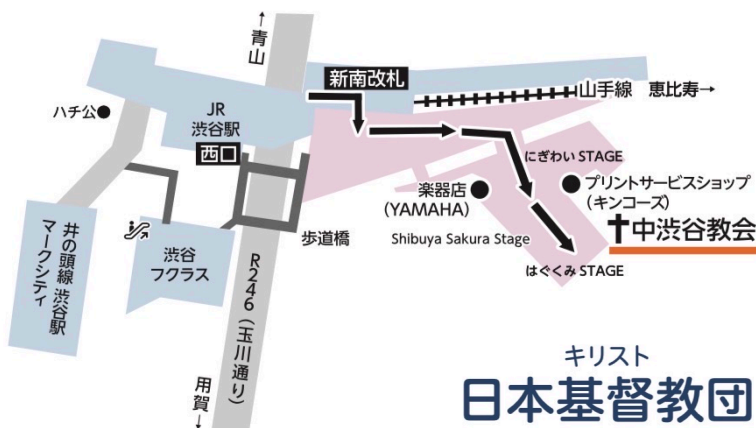 ↑青山
新南改札
山手線 恵比寿→
ハチ公
JR
渋谷駅
西口
にぎわい STAGE
プリントサービスショップ
(キンコーズ)
楽器店
(YAMAHA)
✝中渋谷教会
井の頭線 渋谷駅
マークシティ
渋谷
フクラス
歩道橋
Shibuya Sakura Stage
はぐくみ STAGE
R246(玉川通り)
用賀↓
キリスト
日本基督教団